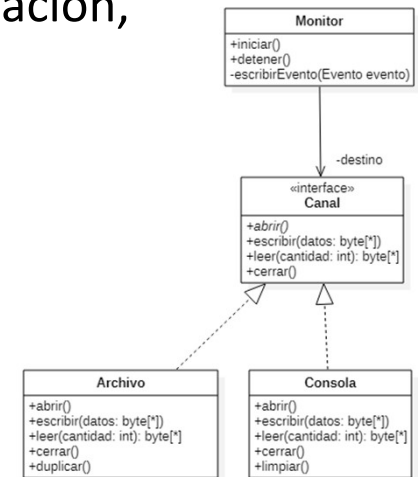 ación,
Monitor
+iniciar()
+detener()
-escribirEvento(Evento evento)
-destino
«interface»
Canal
+abrir()
+escribir(datos: byte[*])
+leer(cantidad: int): byte[*]
+cerrar()
Archivo
+abrir()
+escribir(datos: byte[*])
+leer(cantidad: int): byte[*]
+cerrar()
+duplicar()
Consola
+abrir()
+escribir(datos: byte[*])
+leer(cantidad: int): byte[*]
+cerrar()
+limpiar()